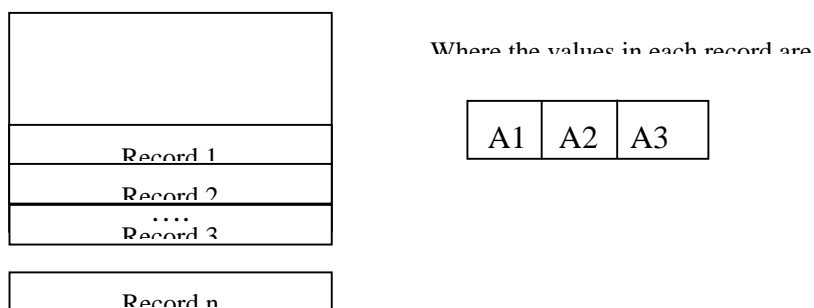 Where the values in each record are
A1 A2 A3
Record 1
Record 2
....
Record 3
Record n